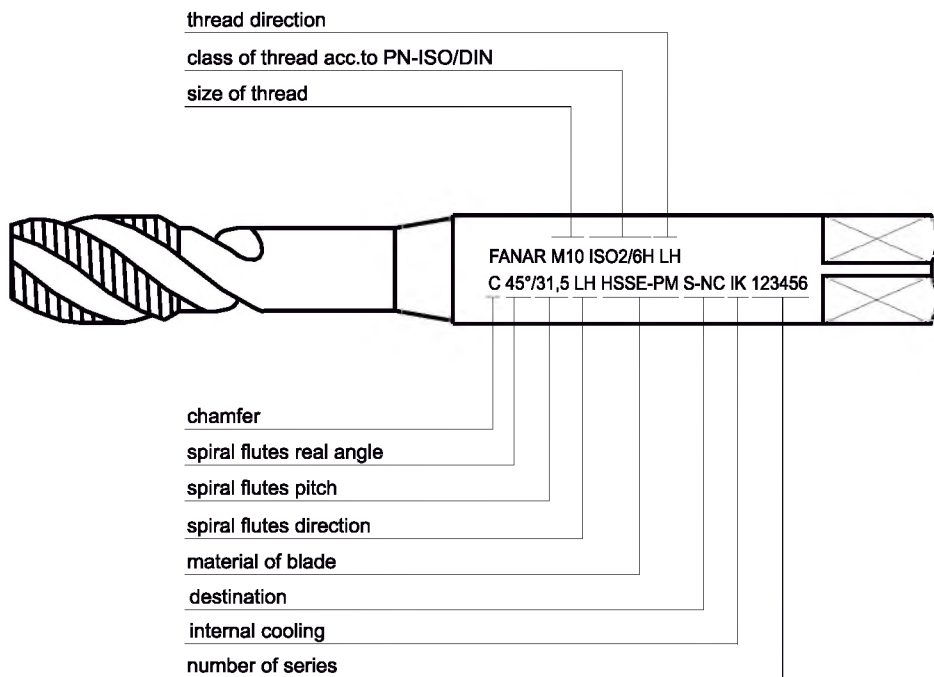 thread direction
class of thread acc.to PN-ISO/DIN
size of thread
FANAR M10 ISO2/6H LH
C 45°/31,5 LH HSSE-PM S-NC IK 123456
chamfer
spiral flutes real angle
spiral flutes pitch
spiral flutes direction
material of blade
destination
internal cooling
number of series